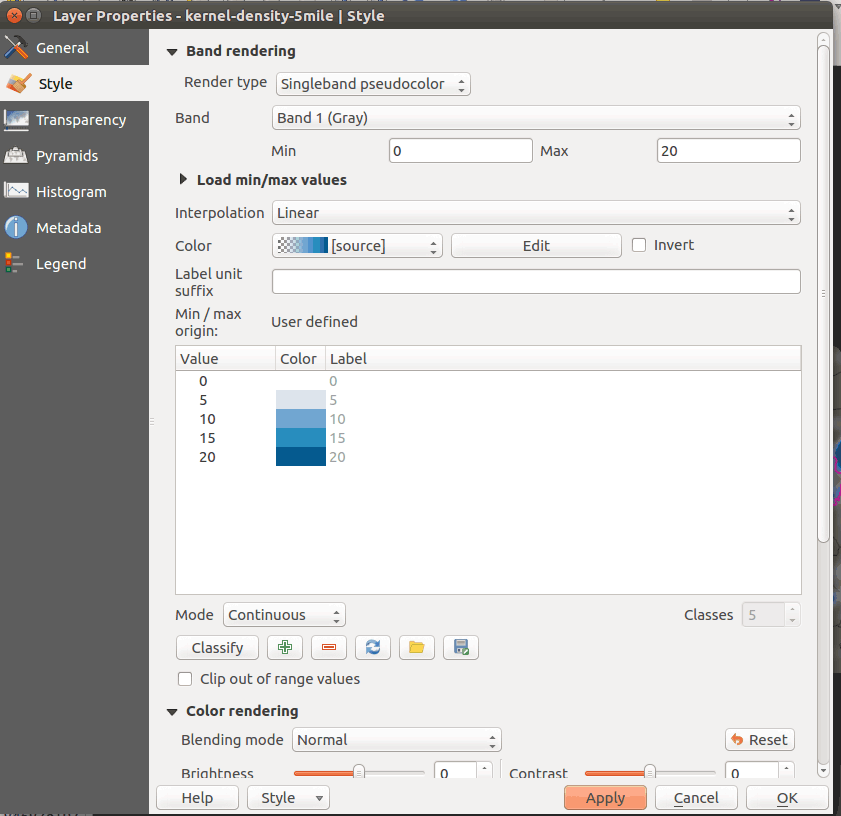 Layer Properties - kernel-density-5mile | Style
General
Style
Transparency
Pyramids
Histogram
Metadata
Legend
Band rendering
Render type Singleband pseudocolor
Band Band 1 (Gray)
Min 0 Max 20
Load min/max values
Interpolation Linear
Color [source] Edit Invert
Label unit
suffix
Min / max
origin: User defined
Value Color Label
0 0
5 5
10 10
15 15
20 20
Mode Continuous Classes 5
Classify
Clip out of range values
Color rendering
Blending mode Normal Reset
Brightness 0 Contrast 0
Help Style Apply Cancel OK